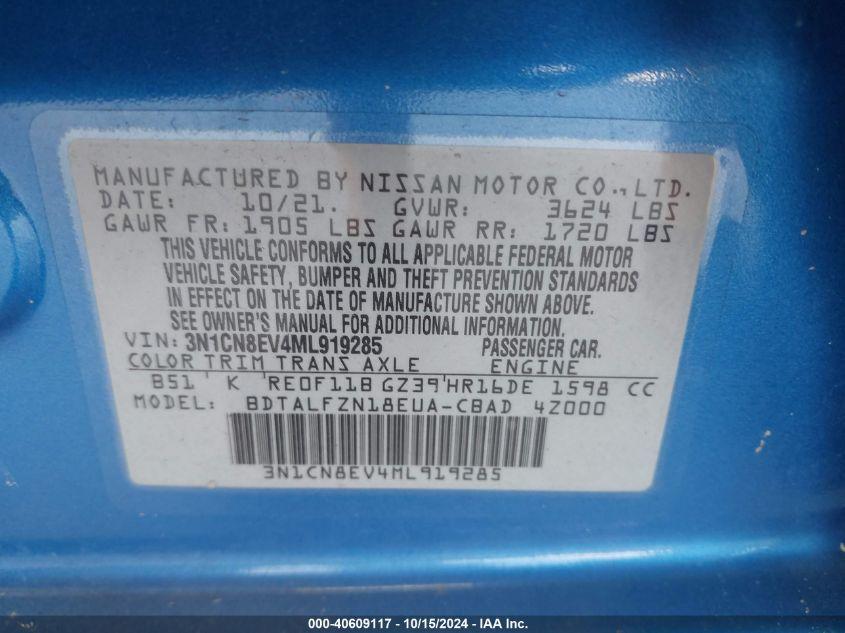 MANUFACTURED BY NISSAN MOTOR CO.,LTD.
DATE: 10/21. GVWR: 3624 LBS
GAWR FR: 1905 LBS GAWR RR: 1720 LBS
THIS VEHICLE CONFORMS TO ALL APPLICABLE FEDERAL MOTOR
VEHICLE SAFETY, BUMPER AND THEFT PREVENTION STANDARDS
IN EFFECT ON THE DATE OF MANUFACTURE SHOWN ABOVE.
SEE OWNER'S MANUAL FOR ADDITIONAL INFORMATION.
VIN: 3N1CN8EV4ML919285 PASSENGER CAR.
COLOR TRIM TRANS AXLE ENGINE
B51 K RE0F11B GZ39 HR16DE 1598 CC
MODEL: BDTALFZN18EUA-CBAD 4Z000
3N1CN8EV4ML919285
000-40609117 - 10/15/2024 - IAA Inc.